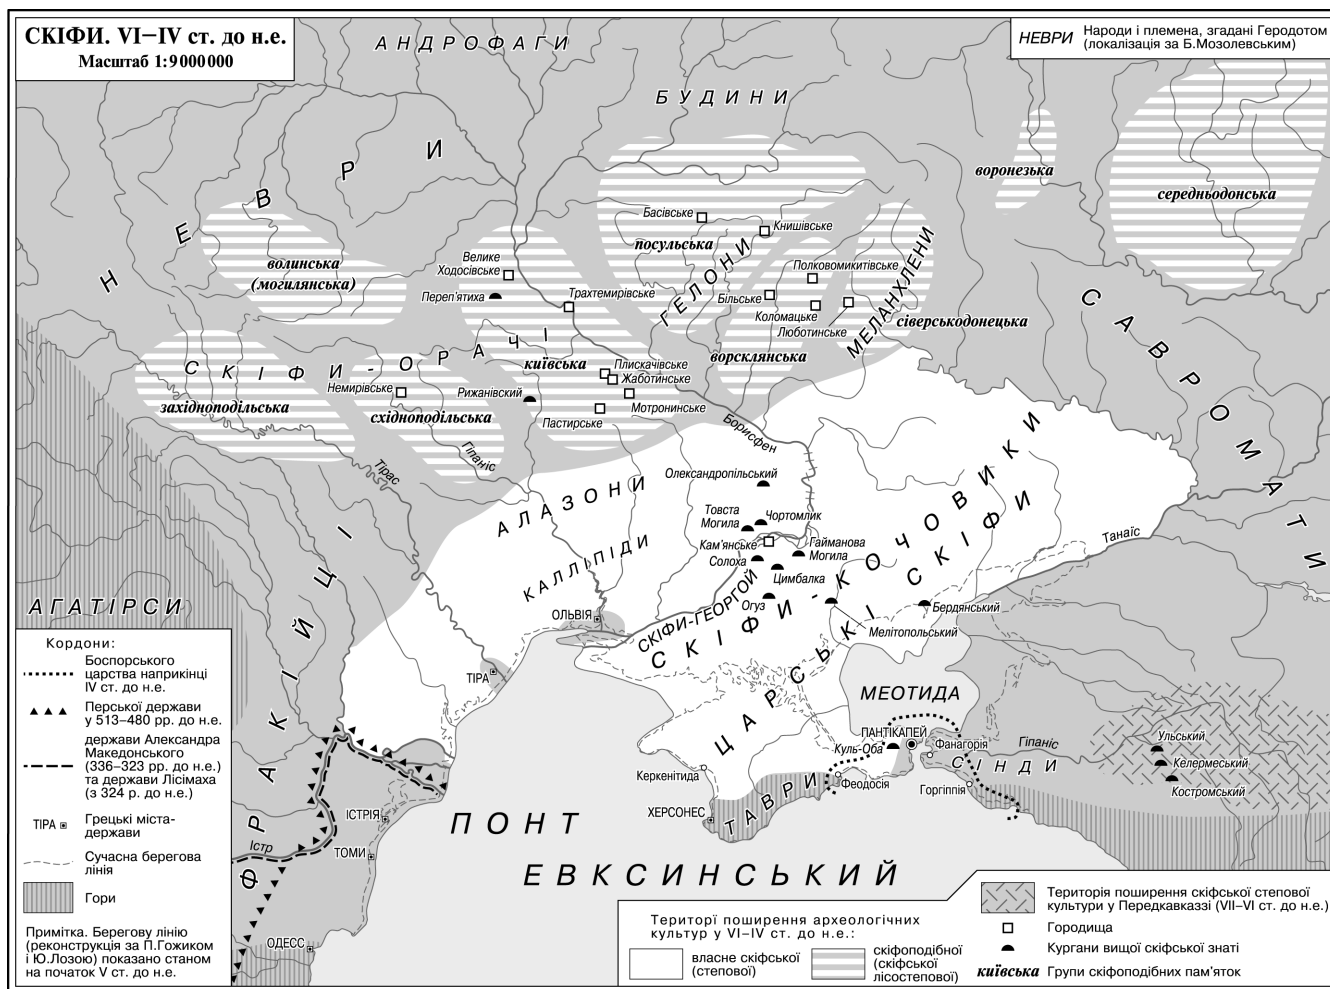 СКІФИ. VI–IV ст. до н.е.
Масштаб 1:9000000
НЕВРИ Народи і племена, згадані Геродотом
(локалізація за Б.Мозолевським)
АНДРОФАГИ
БУДИНИ
НЕВРИ
воронезька
середньодонська
Басівське
Книшівське
посульська
волинська
(могилянська)
Велике
Ходосівське
Переп'ятиха
Трахтемирівське
ГЕЛОНИ
Полковомикитівське
Більське
Коломацьке
Люботинське
МЕЛАНХЛЕНИ
сіверськодонецька
САВРОМАТИ
СКІФИ-ОРАЧІ
київська
ворсклянська
Плискачівське
Жаботинське
Немирівське
Рижанівский
Мотронинське
західноподільська
східноподільська
Пастирське
Борисфен
Гіпаніс
Тірас
Олександропільський
АЛАЗОНИ
Товста
Могила
Чортомлик
Кам'янське
Гайманова
Могила
Солоха
Цимбалка
Огуз
КАЛЛІПІДИ
СКІФИ-ГЕОРГОЙ
СКІФИ-КОЧОВИКИ
ЦАРСЬКІ СКІФИ
Танаїс
Бердянський
Мелітопольський
АГАТІРСИ
ФРАКІЙЦІ
ОЛЬВІЯ
ТІРА
МЕОТИДА
ПАНТІКАПЕЙ
Куль-Оба
Фанагорія
Гіпаніс
СІНДИ
Ульський
Келермеський
Костромський
Керкенітида
Феодосія
Горгіппія
ХЕРСОНЕС
ТАВРИ
ІСТРІЯ
ТОМИ
Істр
ОДЕСС
ПОНТ
ЕВКСИНСЬКИЙ
Кордони:
Боспорського
царства наприкінці
IV ст. до н.е.
Перської держави
у 513–480 рр. до н.е.
держави Александра
Македонського
(336–323 рр. до н.е.)
та держави Лісімаха
(з 324 р. до н.е.)
ТІРА Грецькі міста-
держави
Сучасна берегова
лінія
Гори
Примітка. Берегову лінію
(реконструкція за П.Гожиком
і Ю.Лозою) показано станом
на початок V ст. до н.е.
Територї поширення археологічних
культур у VI–IV ст. до н.е.:
власне скіфської
(степової)
скіфоподібної
(скіфської
лісостепової)
Територія поширення скіфської степової
культури у Передкавказзі (VII–VI ст. до н.е.)
Городища
Кургани вищої скіфської знаті
київська Групи скіфоподібних пам'яток